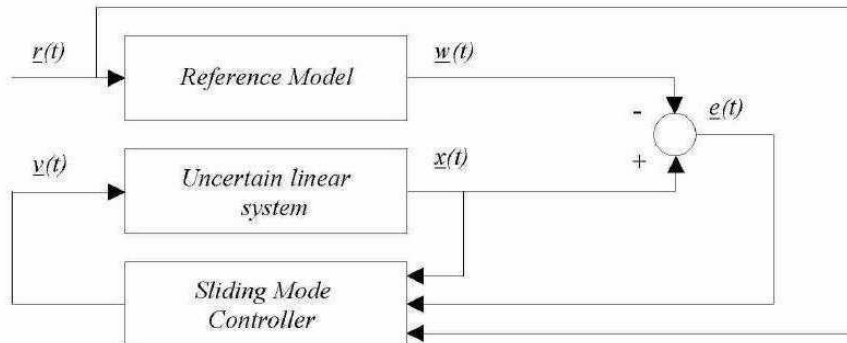 r(t)
Reference Model
w(t)
-
e(t)
+
v(t)
Uncertain linear
system
x(t)
Sliding Mode
Controller